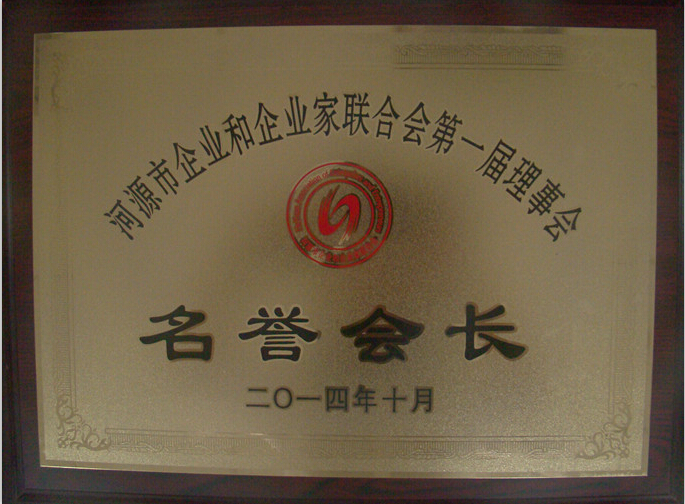 河源市企业和企业家联合会第一届理事会
名誉会长
二〇一四年十月